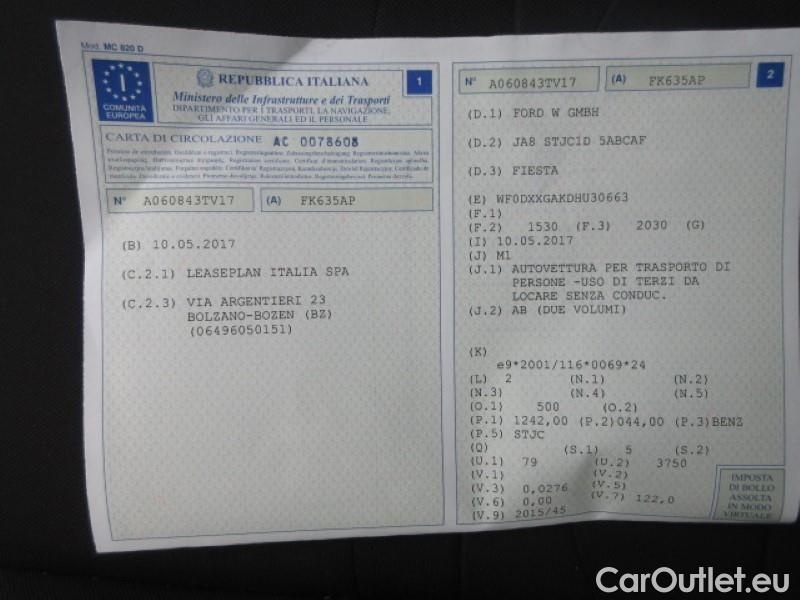 Mod. MC 820 D
I
COMUNITÀ
EUROPEA
REPUBBLICA ITALIANA
Ministero delle Infrastrutture e dei Trasporti
DIPARTIMENTO PER I TRASPORTI, LA NAVIGAZIONE,
GLI AFFARI GENERALI ED IL PERSONALE
1
CARTA DI CIRCOLAZIONE AC 0078608
N° A060843TV17 (A) FK635AP
(B) 10.05.2017
(C.2.1) LEASEPLAN ITALIA SPA
(C.2.3) VIA ARGENTIERI 23
BOLZANO-BOZEN (BZ)
(06496050151)
N° A060843TV17 (A) FK635AP 2
(D.1) FORD W GMBH
(D.2) JA8 STJC1D 5ABCAF
(D.3) FIESTA
(E) WF0DXXGAKDHU30663
(F.1)
(F.2) 1530 (F.3) 2030 (G)
(I) 10.05.2017
(J) M1
(J.1) AUTOVETTURA PER TRASPORTO DI
PERSONE -USO DI TERZI DA
LOCARE SENZA CONDUC.
(J.2) AB (DUE VOLUMI)
(K)
e9*2001/116*0069*24
(L) 2 (N.1) (N.2)
(N.3) (N.4) (N.5)
(O.1) 500 (O.2)
(P.1) 1242,00 (P.2)044,00 (P.3)BENZ
(P.5) STJC
(Q) (S.1) 5 (S.2)
(U.1) 79 (U.2) 3750
(V.1) (V.2)
(V.3) 0,0276 (V.5)
(V.6) 0,00 (V.7) 122,0
(V.9) 2015/45
IMPOSTA
DI BOLLO
ASSOLTA
IN MODO
VIRTUALE
CarOutlet.eu